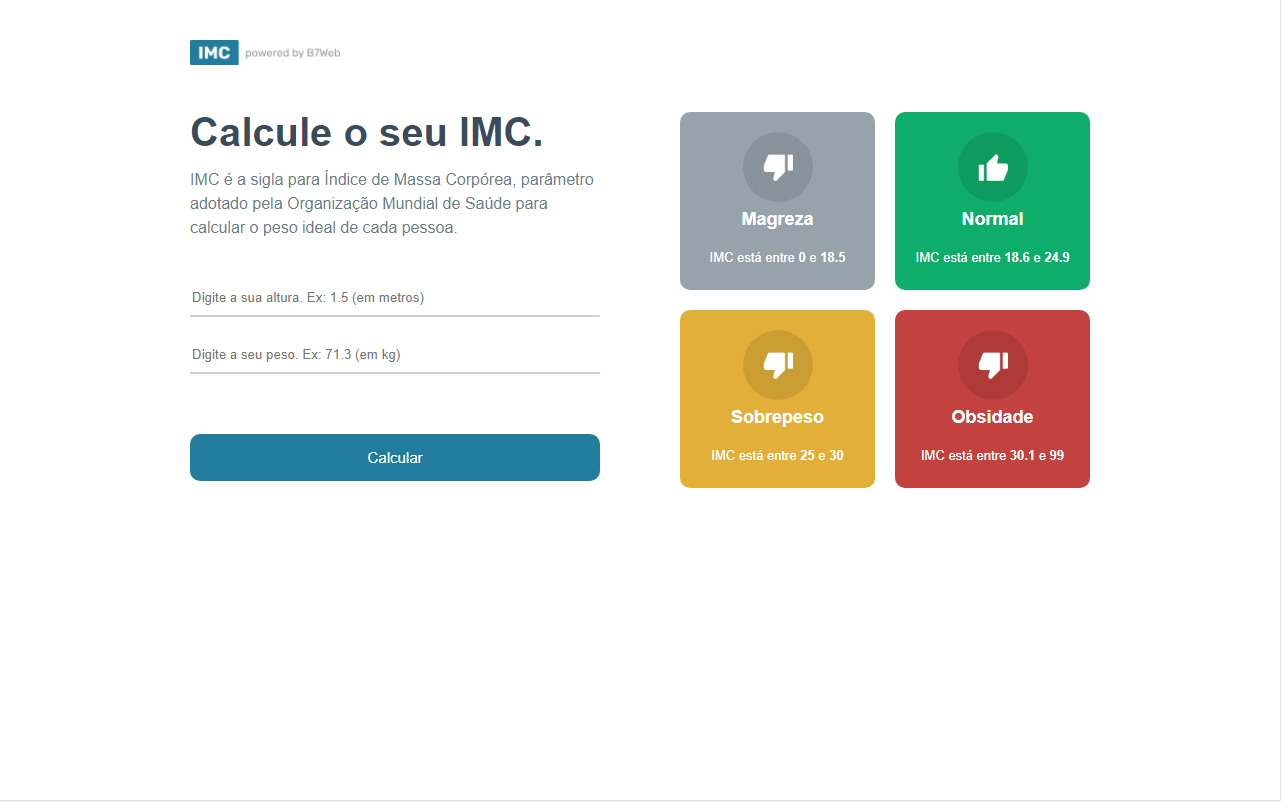 IMC powered by B7Web
Calcule o seu IMC.
IMC é a sigla para Índice de Massa Corpórea, parâmetro
adotado pela Organização Mundial de Saúde para
calcular o peso ideal de cada pessoa.
Digite a sua altura. Ex: 1.5 (em metros)
Digite a seu peso. Ex: 71.3 (em kg)
Calcular
Magreza
IMC está entre 0 e 18.5
Normal
IMC está entre 18.6 e 24.9
Sobrepeso
IMC está entre 25 e 30
Obsidade
IMC está entre 30.1 e 99